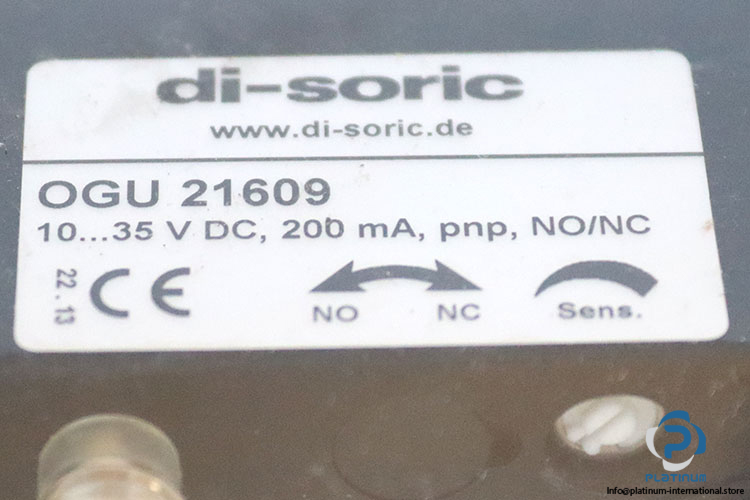 di-soric
www.di-soric.de
OGU 21609
10...35 V DC, 200 mA, pnp, NO/NC
22.13
CE
NO NC
Sens.
PLATINUM
Info@platinum-international.store